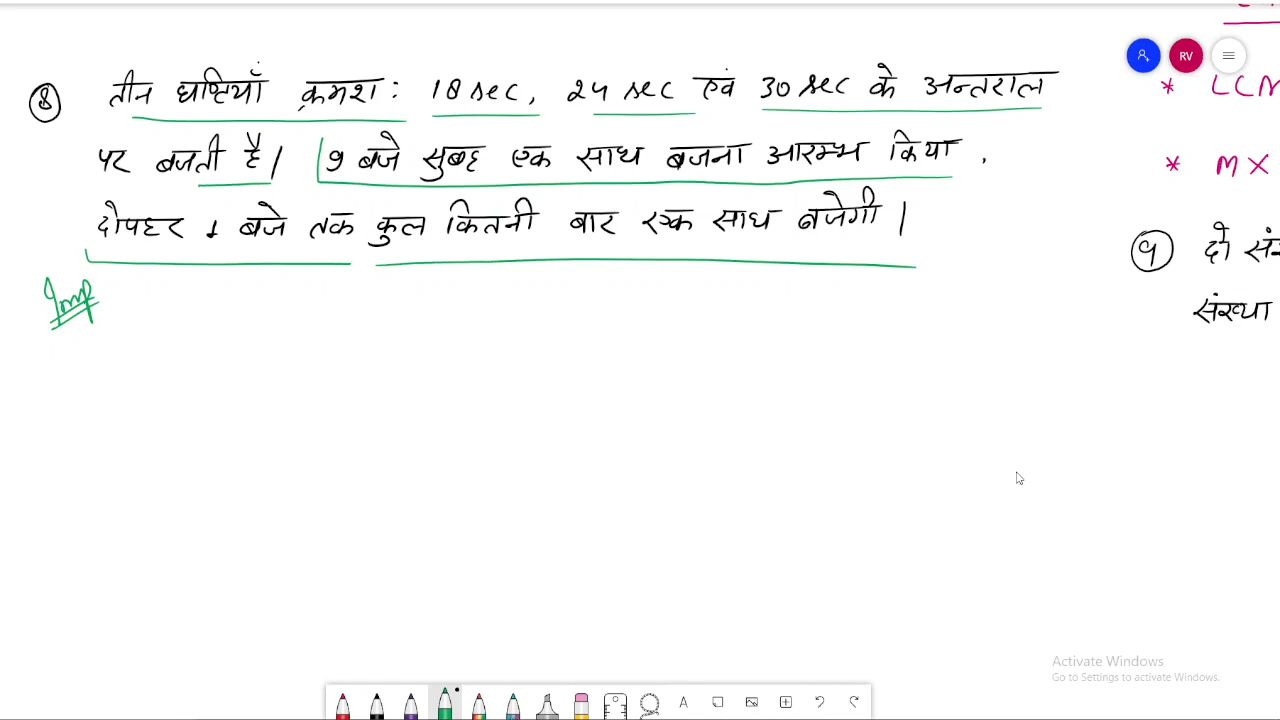 ⑧ तीन घण्टियाँ क्रमश: 18 sec, 24 sec एवं 30 sec के अन्तराल
पर बजती है। 9 बजे सुबह एक साथ बजना आरम्भ किया,
दोपहर 1 बजे तक कुल कितनी बार एक साथ बजेगी।
Imp
RV
* LCM
* M X
⑨ दो
संख्या
A
Activate Windows
Go to Settings to activate Windows.